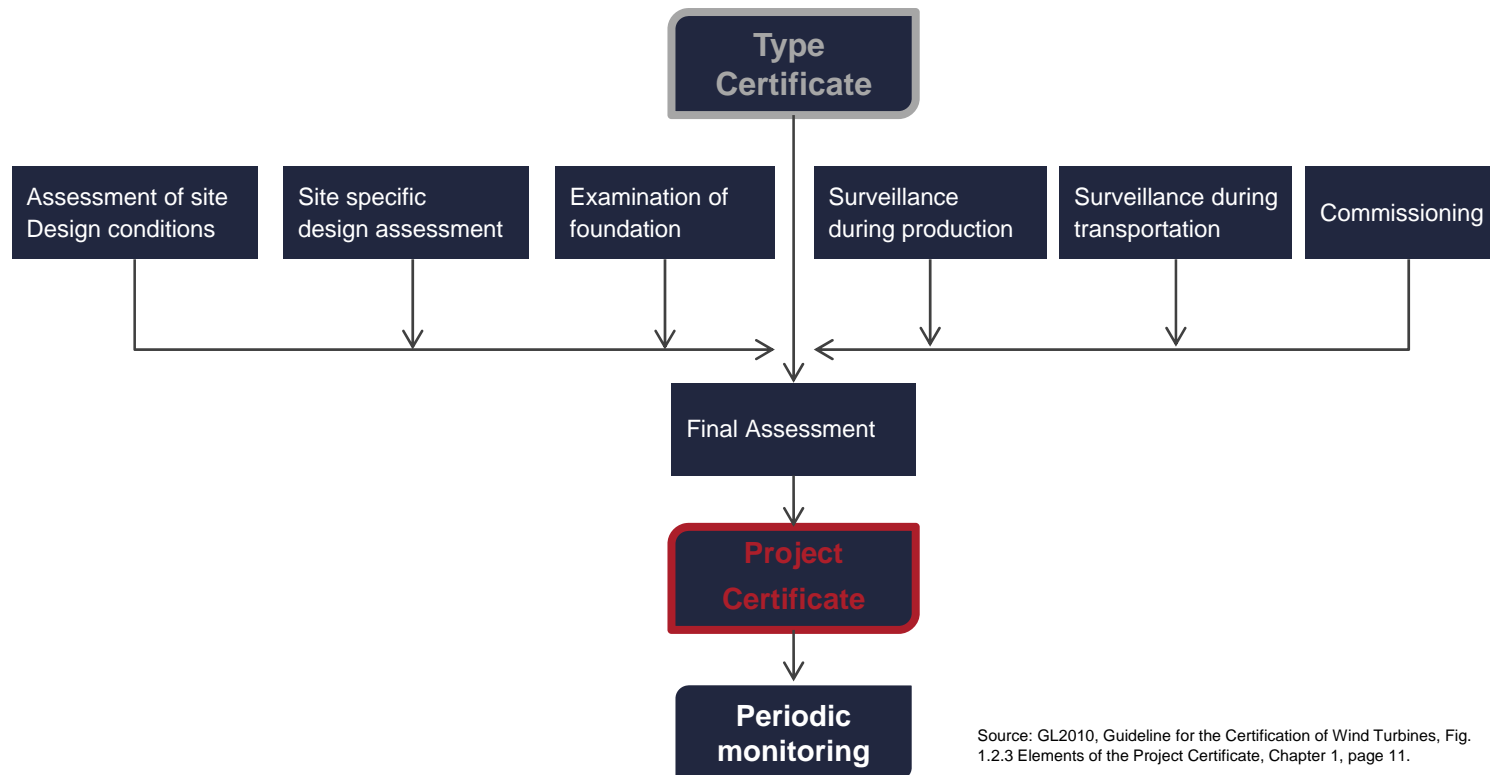 Type
Certificate
Assessment of site
Design conditions
Site specific
design assessment
Examination of
foundation
Surveillance
during production
Surveillance during
transportation
Commissioning
Final Assessment
Project
Certificate
Periodic
monitoring
Source: GL2010, Guideline for the Certification of Wind Turbines, Fig.
1.2.3 Elements of the Project Certificate, Chapter 1, page 11.